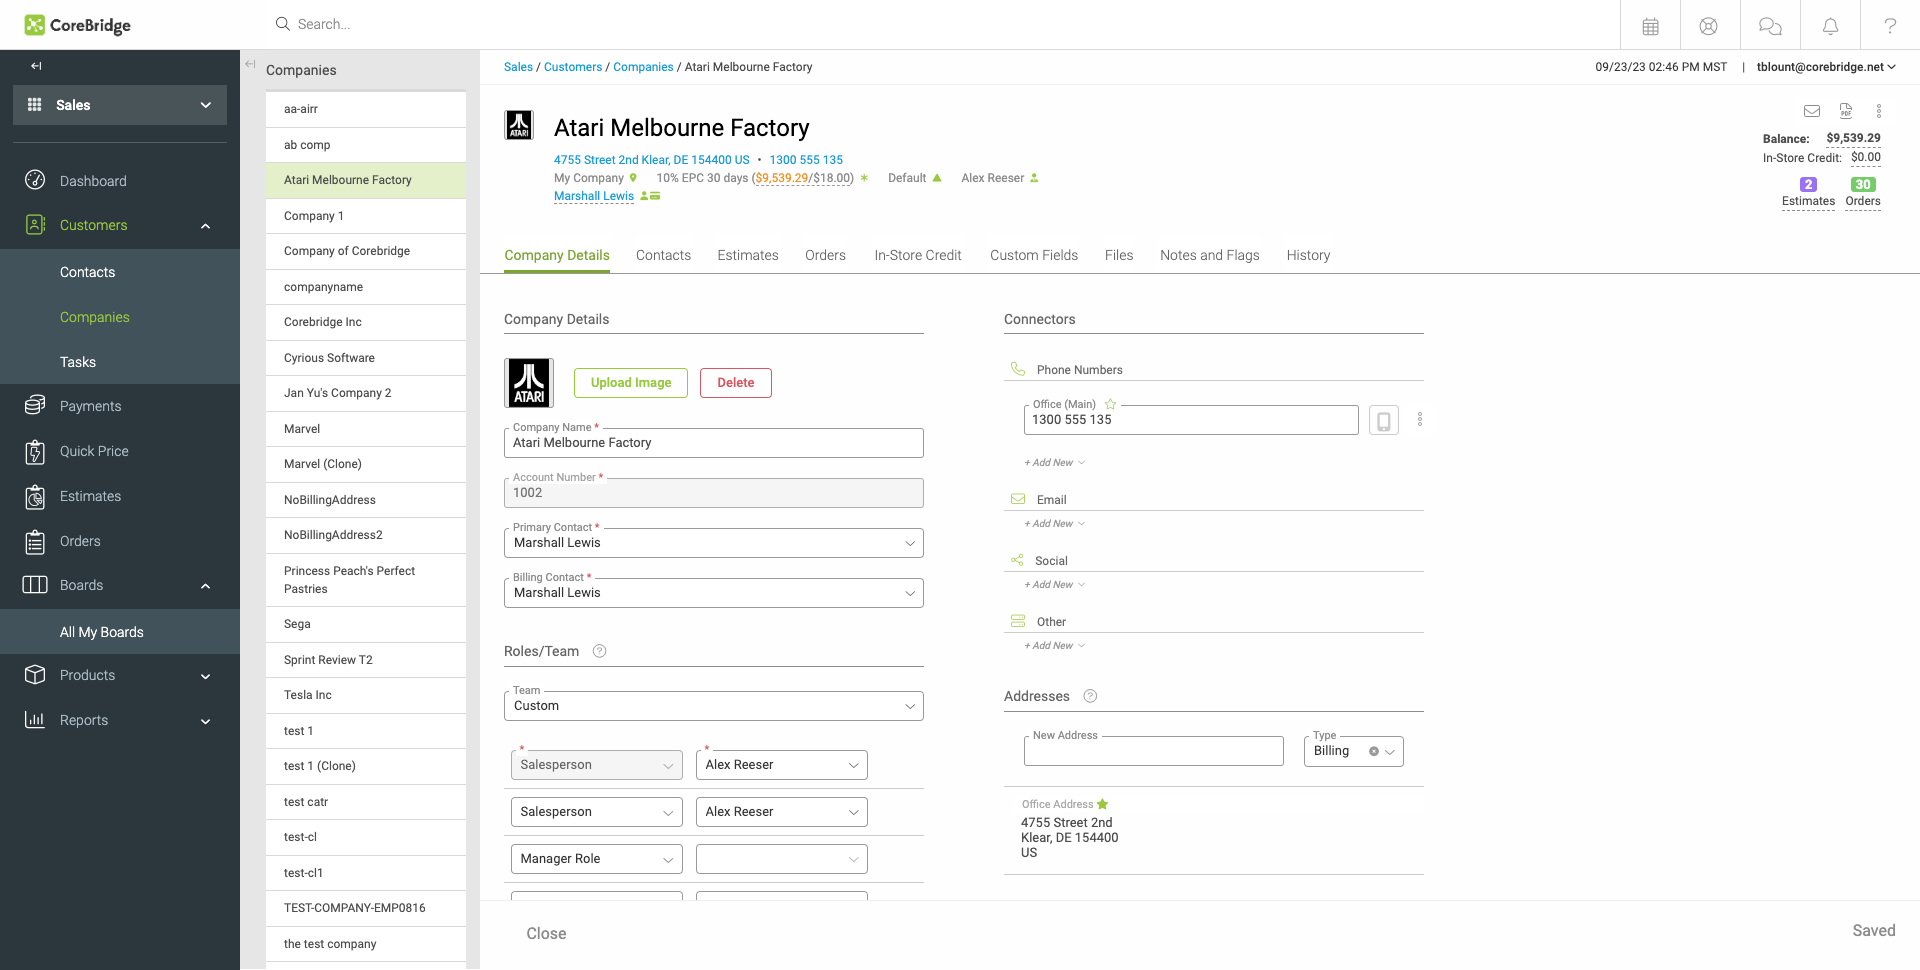 CoreBridge
Search...
Sales
Dashboard
Customers
Contacts
Companies
Tasks
Payments
Quick Price
Estimates
Orders
Boards
All My Boards
Products
Reports
Companies
aa-airr
ab comp
Atari Melbourne Factory
Company 1
Company of Corebridge
companyname
Corebridge Inc
Cyrious Software
Jan Yu's Company 2
Marvel
Marvel (Clone)
NoBillingAddress
NoBillingAddress2
Princess Peach's Perfect
Pastries
Sega
Sprint Review T2
Tesla Inc
test 1
test 1 (Clone)
test catr
test-cl
test-cl1
TEST-COMPANY-EMP0816
the test company
Sales / Customers / Companies / Atari Melbourne Factory
09/23/23 02:46 PM MST | tblount@corebridge.net
ATARI
Atari Melbourne Factory
4755 Street 2nd Klear, DE 154400 US • 1300 555 135
My Company 10% EPC 30 days ($9,539.29/$18.00) Default Alex Reeser
Marshall Lewis
PDF
Balance: $9,539.29
In-Store Credit: $0.00
2 30
Estimates Orders
Company Details Contacts Estimates Orders In-Store Credit Custom Fields Files Notes and Flags History
Company Details
ATARI
Upload Image Delete
Company Name *
Atari Melbourne Factory
Account Number *
1002
Primary Contact *
Marshall Lewis
Billing Contact *
Marshall Lewis
Roles/Team ?
Team
Custom
* *
Salesperson Alex Reeser
Salesperson Alex Reeser
Manager Role
Connectors
Phone Numbers
Office (Main)
1300 555 135
+ Add New
Email
+ Add New
Social
+ Add New
Other
+ Add New
Addresses ?
New Address Type
Billing
Office Address
4755 Street 2nd
Klear, DE 154400
US
Close Saved